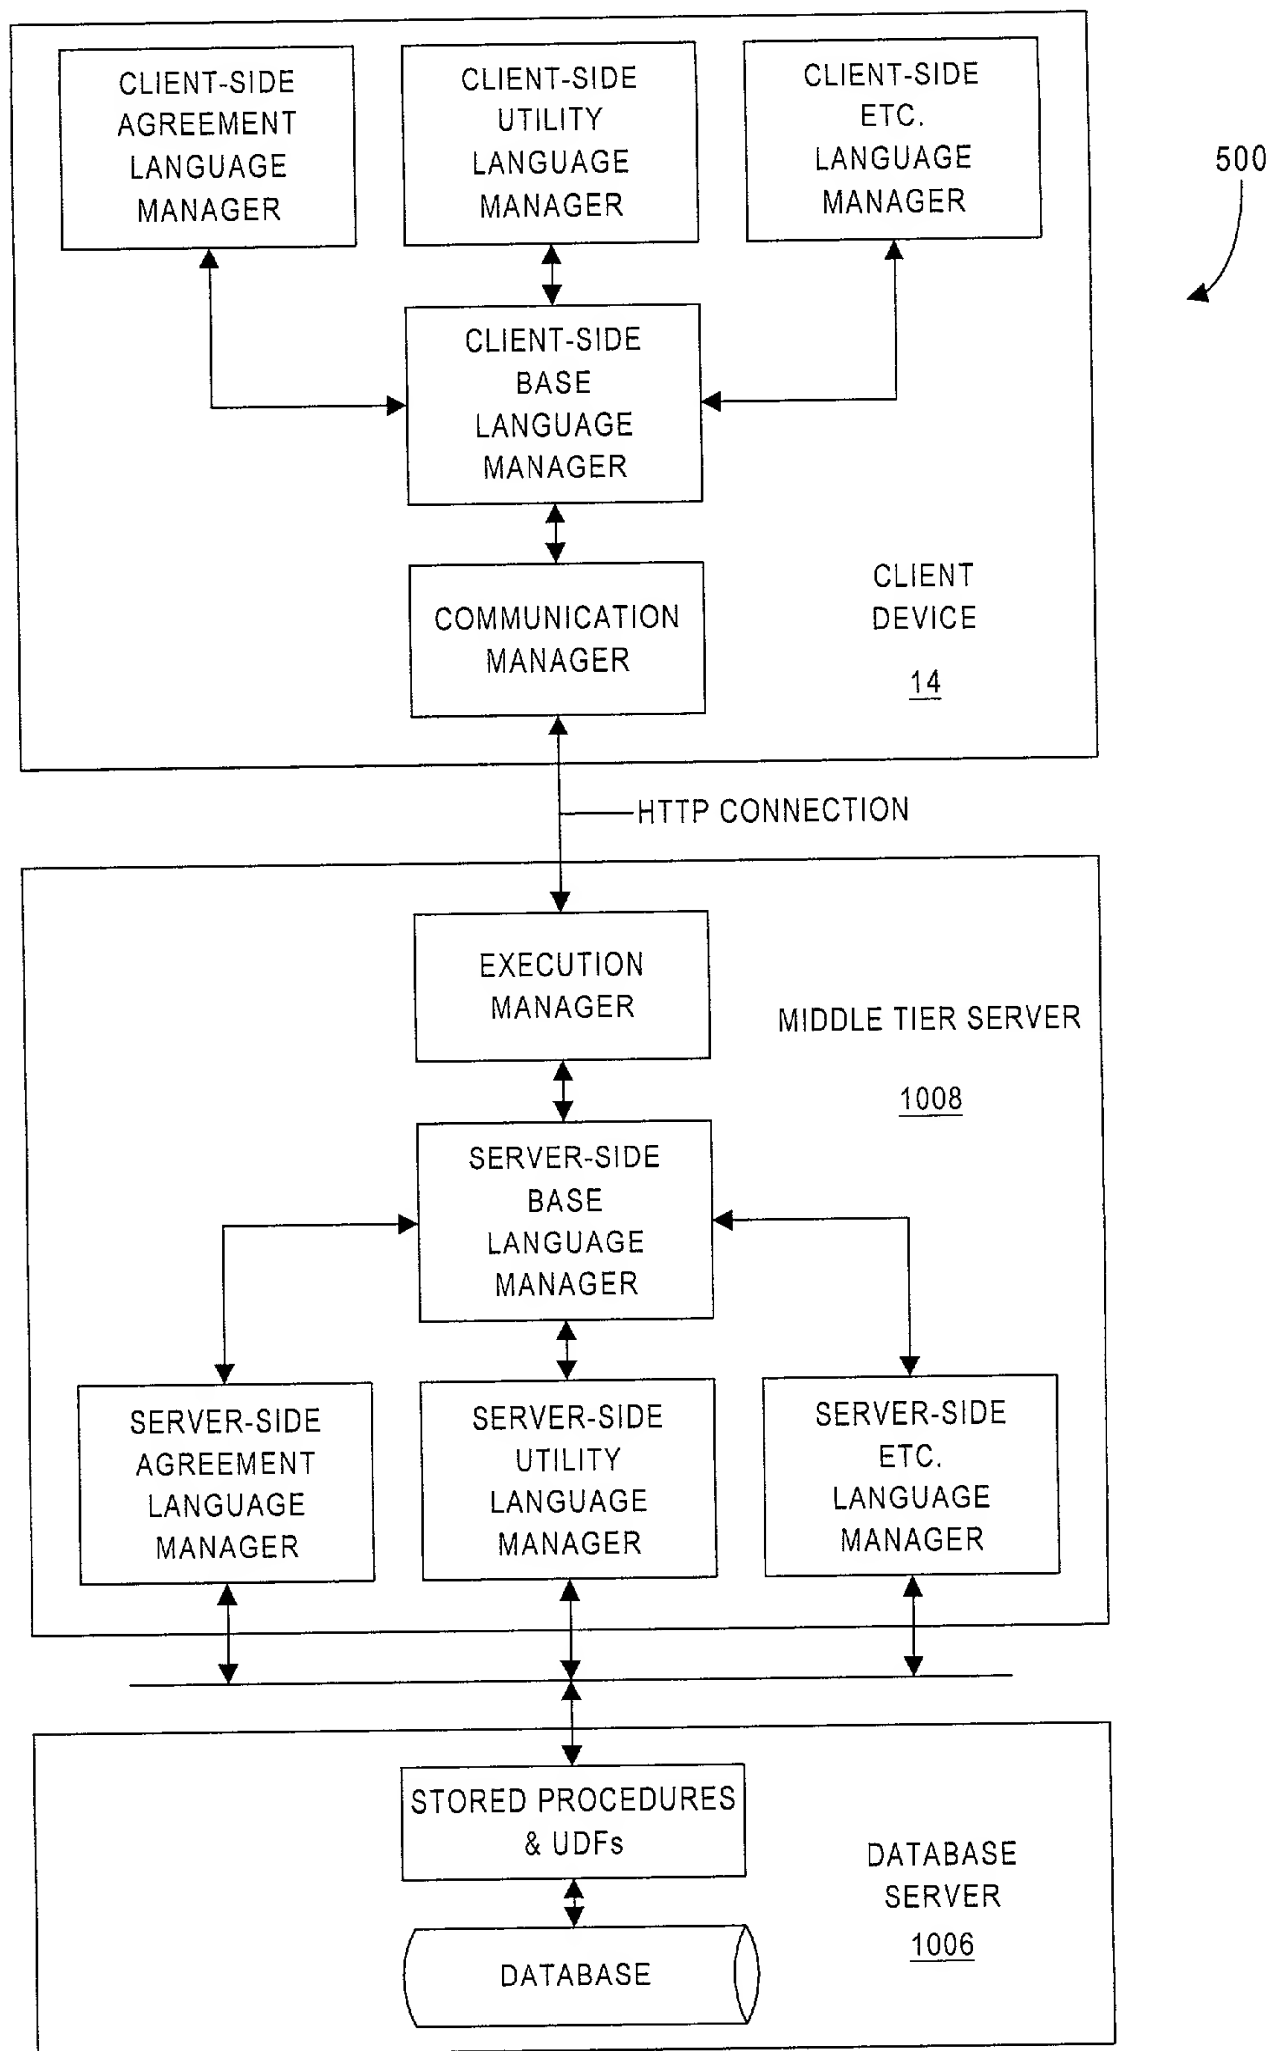 CLIENT-SIDE
AGREEMENT
LANGUAGE
MANAGER
CLIENT-SIDE
UTILITY
LANGUAGE
MANAGER
CLIENT-SIDE
ETC.
LANGUAGE
MANAGER
500
CLIENT-SIDE
BASE
LANGUAGE
MANAGER
COMMUNICATION
MANAGER
CLIENT
DEVICE
14
HTTP CONNECTION
EXECUTION
MANAGER
MIDDLE TIER SERVER
1008
SERVER-SIDE
BASE
LANGUAGE
MANAGER
SERVER-SIDE
AGREEMENT
LANGUAGE
MANAGER
SERVER-SIDE
UTILITY
LANGUAGE
MANAGER
SERVER-SIDE
ETC.
LANGUAGE
MANAGER
STORED PROCEDURES
& UDFs
DATABASE
SERVER
1006
DATABASE